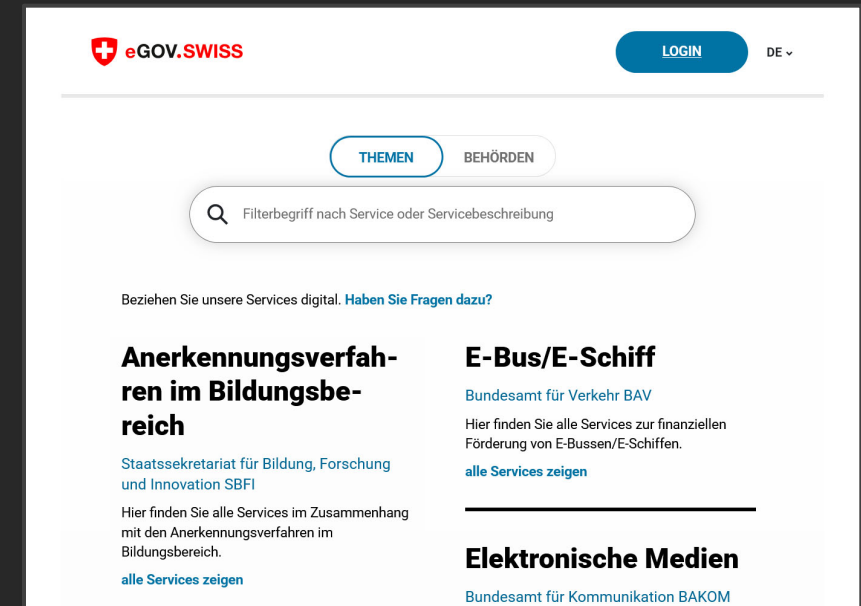 eGOV.SWISS
LOGIN
DE
THEMEN
BEHÖRDEN
Filterbegriff nach Service oder Servicebeschreibung
Beziehen Sie unsere Services digital. Haben Sie Fragen dazu?
Anerkennungsverfah-
ren im Bildungsbe-
reich
Staatssekretariat für Bildung, Forschung
und Innovation SBFI
Hier finden Sie alle Services im Zusammenhang
mit den Anerkennungsverfahren im
Bildungsbereich.
alle Services zeigen
E-Bus/E-Schiff
Bundesamt für Verkehr BAV
Hier finden Sie alle Services zur finanziellen
Förderung von E-Bussen/E-Schiffen.
alle Services zeigen
Elektronische Medien
Bundesamt für Kommunikation BAKOM